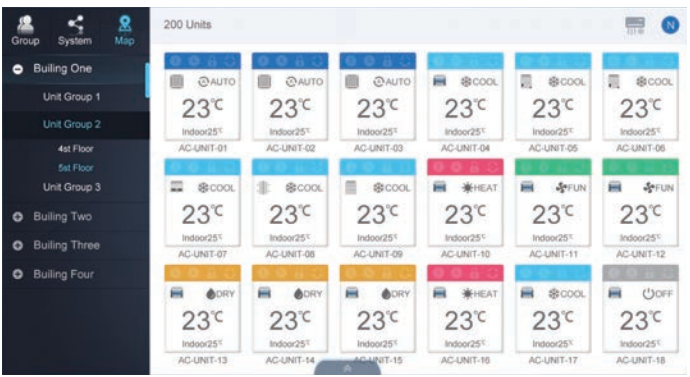 Group System Map
200 Units
N
Builing One
Unit Group 1
Unit Group 2
4st Floor
5st Floor
Unit Group 3
Builing Two
Builing Three
Builing Four
AUTO AUTO AUTO COOL COOL COOL
23°C 23°C 23°C 23°C 23°C 23°C
Indoor25°C Indoor25°C Indoor25°C Indoor25°C Indoor25°C Indoor25°C
AC-UNIT-01 AC-UNIT-02 AC-UNIT-03 AC-UNIT-04 AC-UNIT-05 AC-UNIT-06
COOL COOL COOL HEAT FUN FUN
23°C 23°C 23°C 23°C 23°C 23°C
Indoor25°C Indoor25°C Indoor25°C Indoor25°C Indoor25°C Indoor25°C
AC-UNIT-07 AC-UNIT-08 AC-UNIT-09 AC-UNIT-10 AC-UNIT-11 AC-UNIT-12
DRY DRY DRY HEAT COOL OFF
23°C 23°C 23°C 23°C 23°C 23°C
Indoor25°C Indoor25°C Indoor25°C Indoor25°C Indoor25°C Indoor25°C
AC-UNIT-13 AC-UNIT-14 AC-UNIT-15 AC-UNIT-16 AC-UNIT-17 AC-UNIT-18